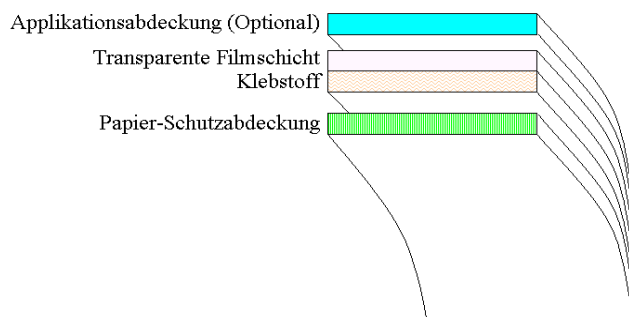 Applikationsabdeckung (Optional)
Transparente Filmschicht
Klebstoff
Papier-Schutzabdeckung